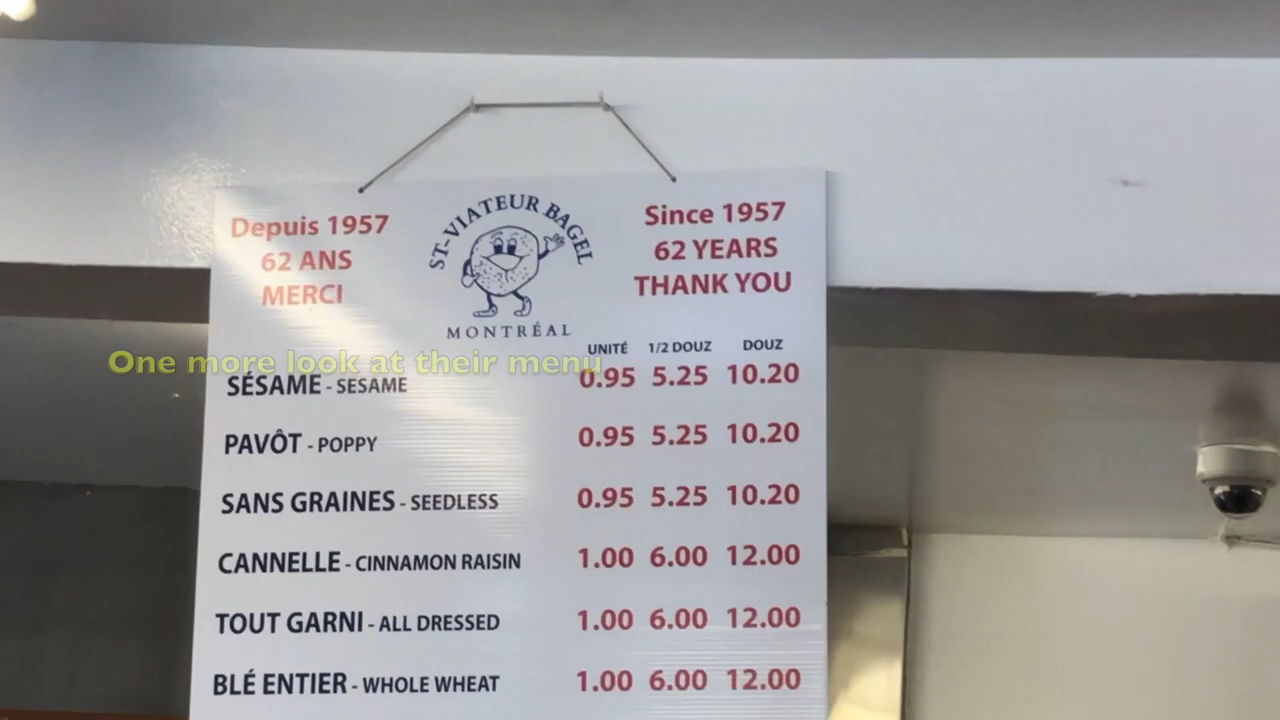 Depuis 1957
62 ANS
MERCI
ST-VIATEUR BAGEL
MONTRÉAL
Since 1957
62 YEARS
THANK YOU
UNITÉ 1/2 DOUZ DOUZ
One more look at their menu
SÉSAME - SESAME 0.95 5.25 10.20
PAVÔT - POPPY 0.95 5.25 10.20
SANS GRAINES - SEEDLESS 0.95 5.25 10.20
CANNELLE - CINNAMON RAISIN 1.00 6.00 12.00
TOUT GARNI - ALL DRESSED 1.00 6.00 12.00
BLÉ ENTIER - WHOLE WHEAT 1.00 6.00 12.00